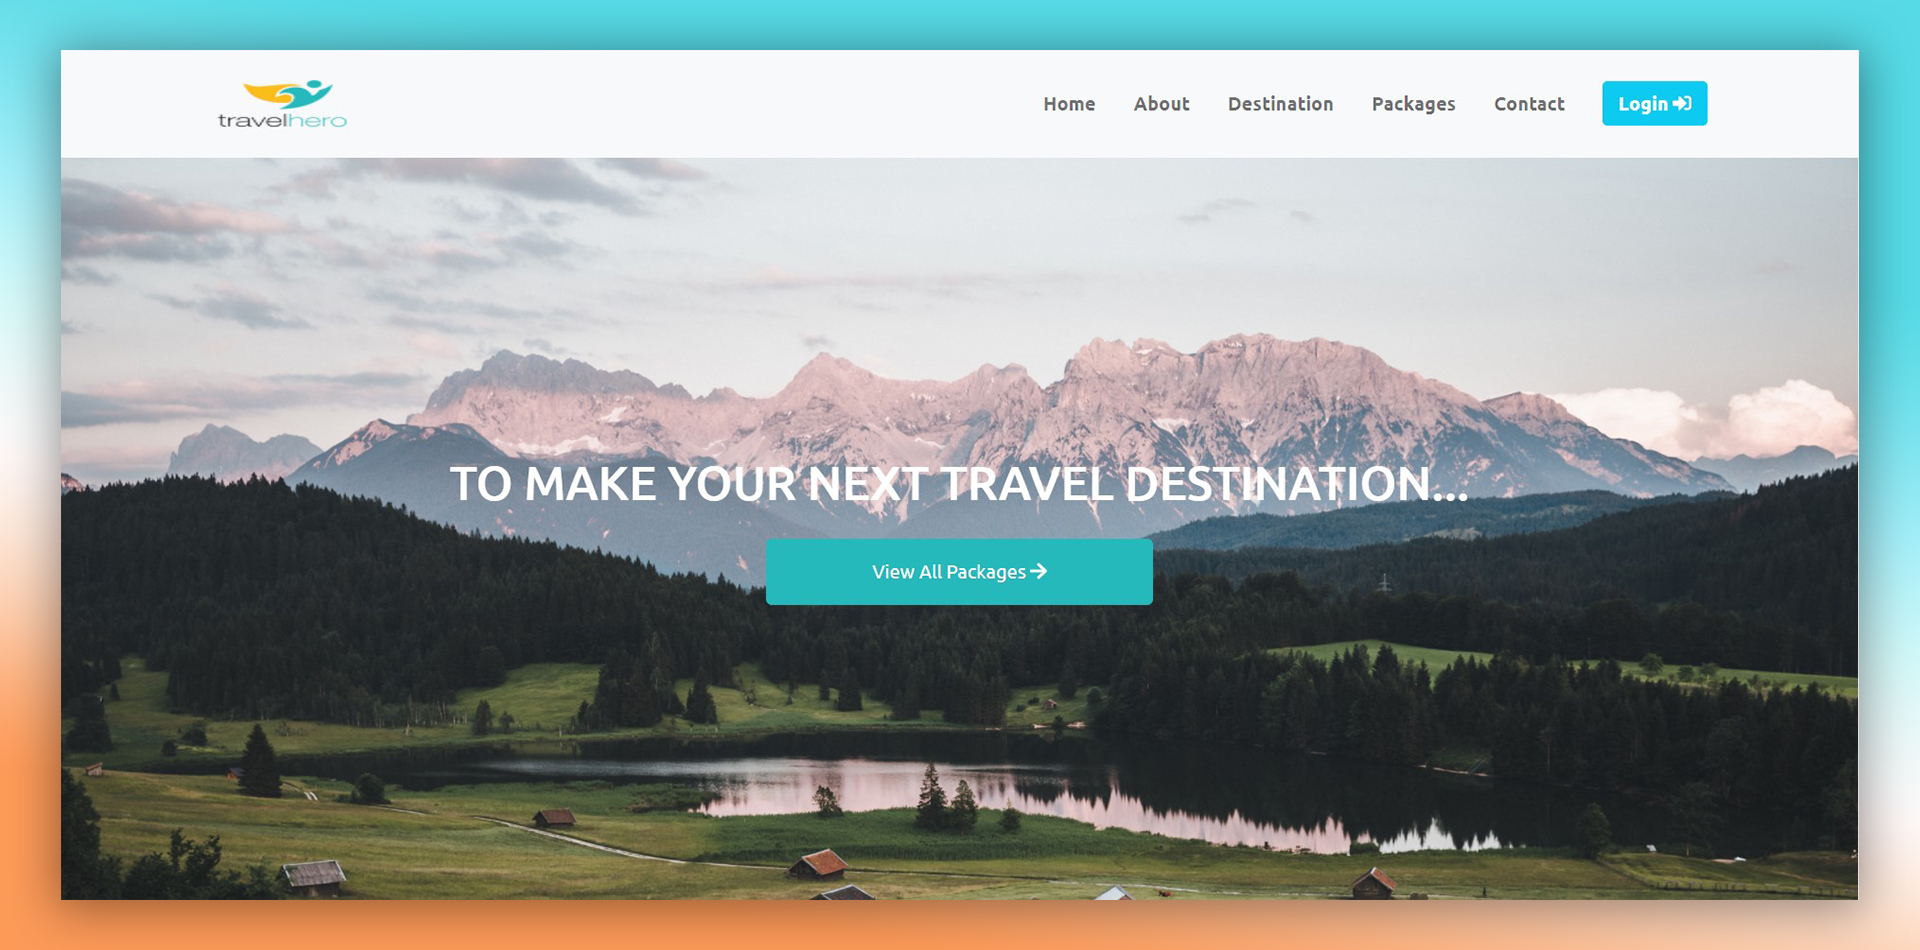 travelhero
Home About Destination Packages Contact Login
TO MAKE YOUR NEXT TRAVEL DESTINATION...
View All Packages